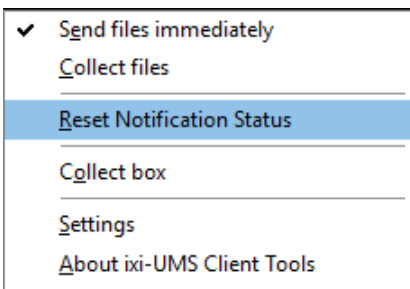 Send files immediately
Collect files
Reset Notification Status
Collect box
Settings
About ixi-UMS Client Tools